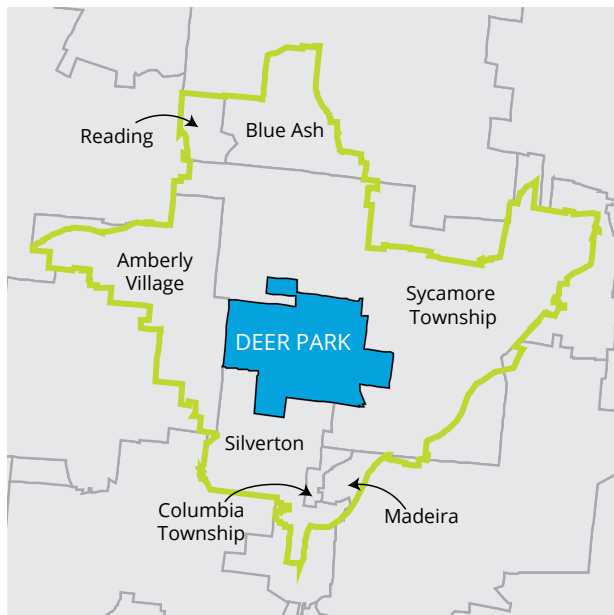 Blue Ash
Reading
Amberly
Village
Sycamore
Township
DEER PARK
Silverton
Columbia
Township
Madeira